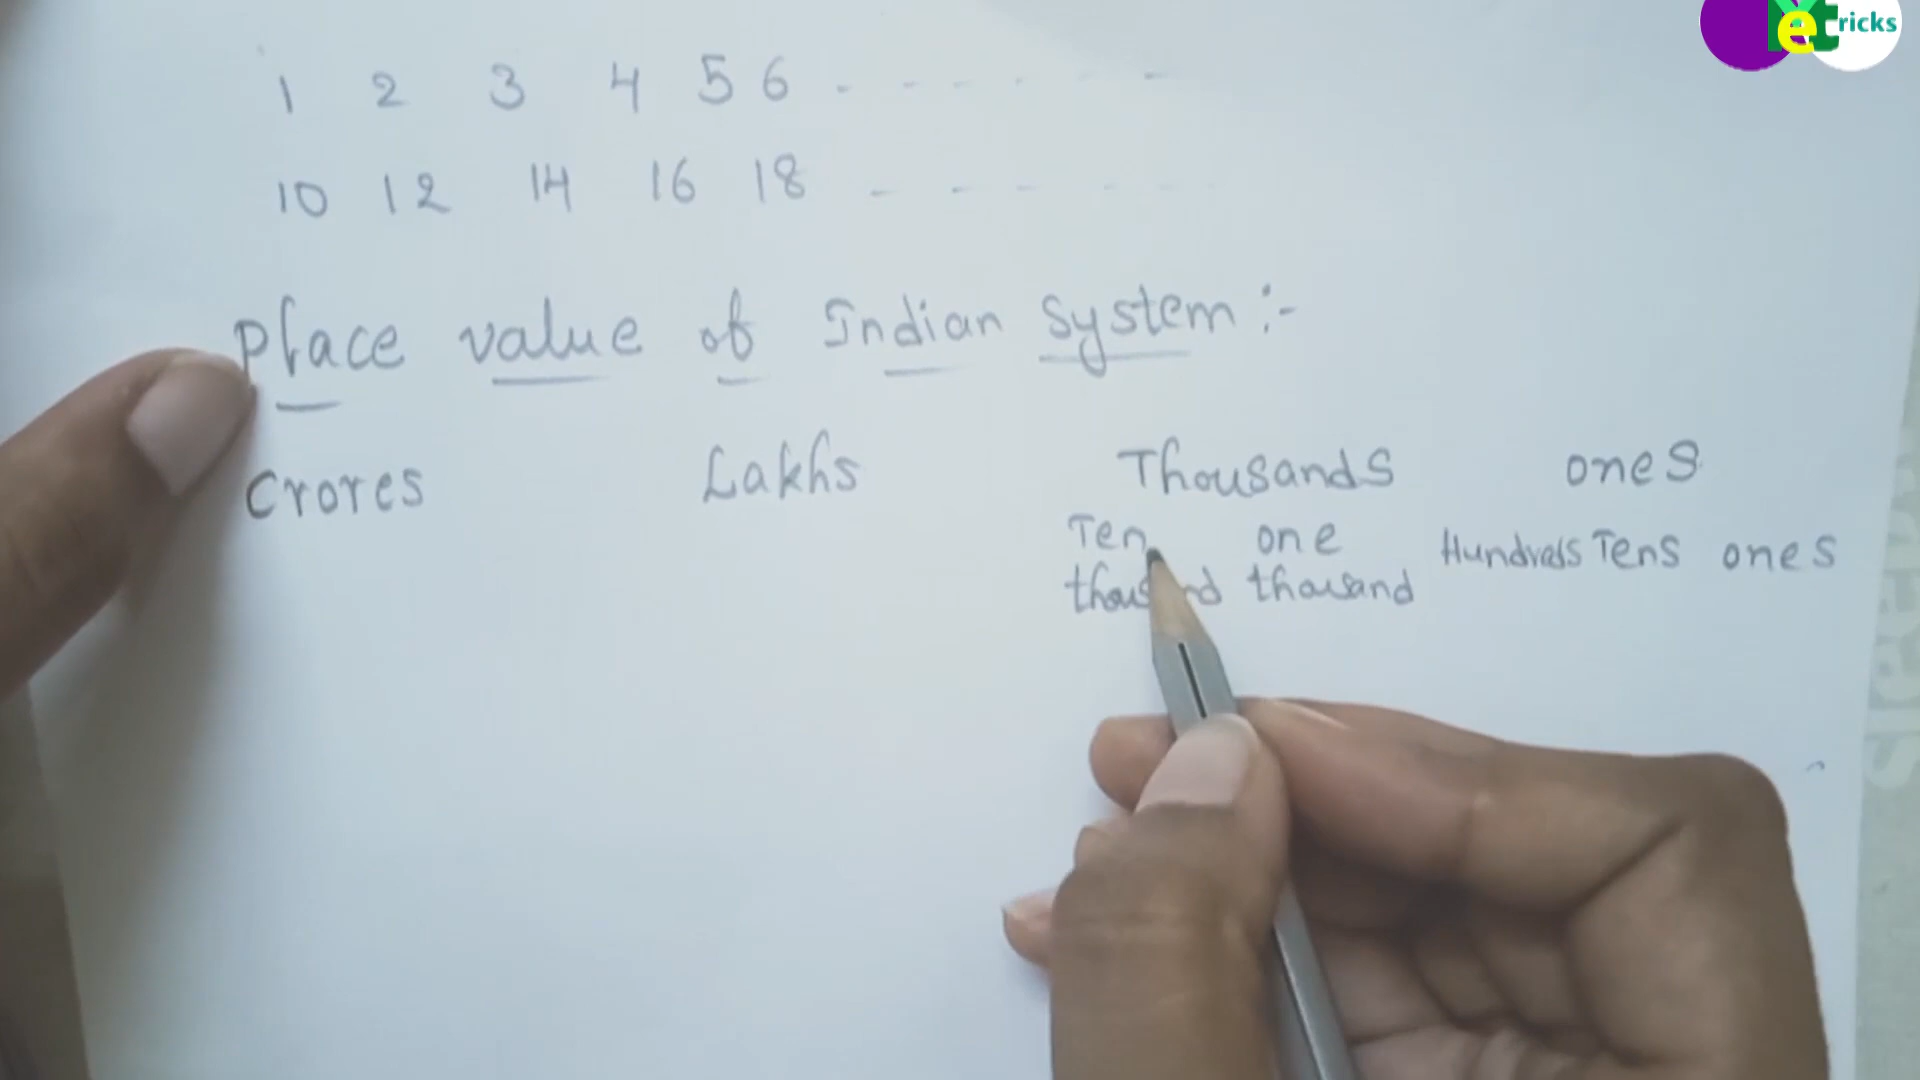 Yetricks
1 2 3 4 5 6 - - - - - -
10 12 14 16 18 - - - - - -
Place value of Indian System :-
Crores Lakhs Thousands ones
Ten one Hundreds Tens ones
thousand thousand